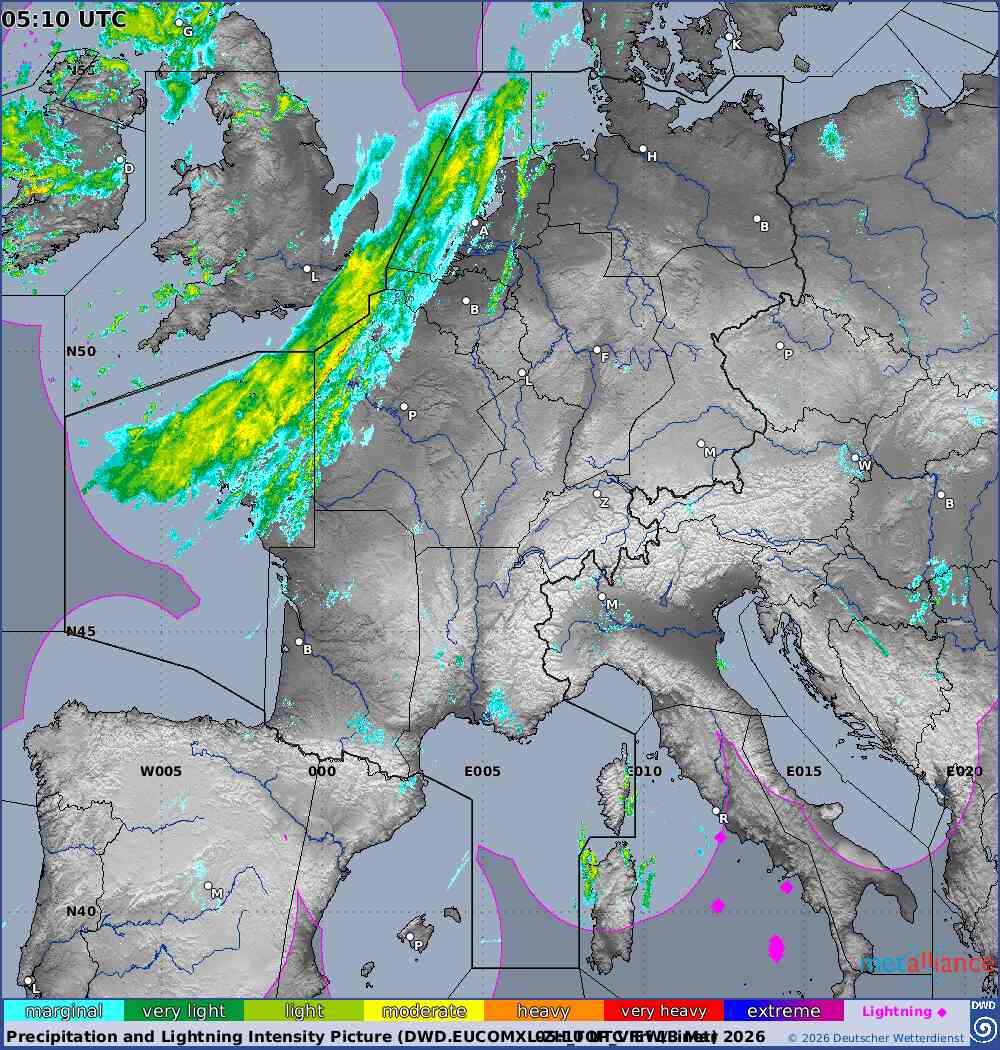 05:10 UTC
G
K
N55
D
H
A
B
L
B
N50
F
P
L
P
M
W
Z
B
M
N45
B
W005
000
E005
E010
E015
E020
R
M
N40
P
L
metalliance
marginal very light light moderate heavy very heavy extreme Lightning
DWD
Precipitation and Lightning Intensity Picture (DWD.EUCOMXL 2026
© 2026 Deutscher Wetterdienst